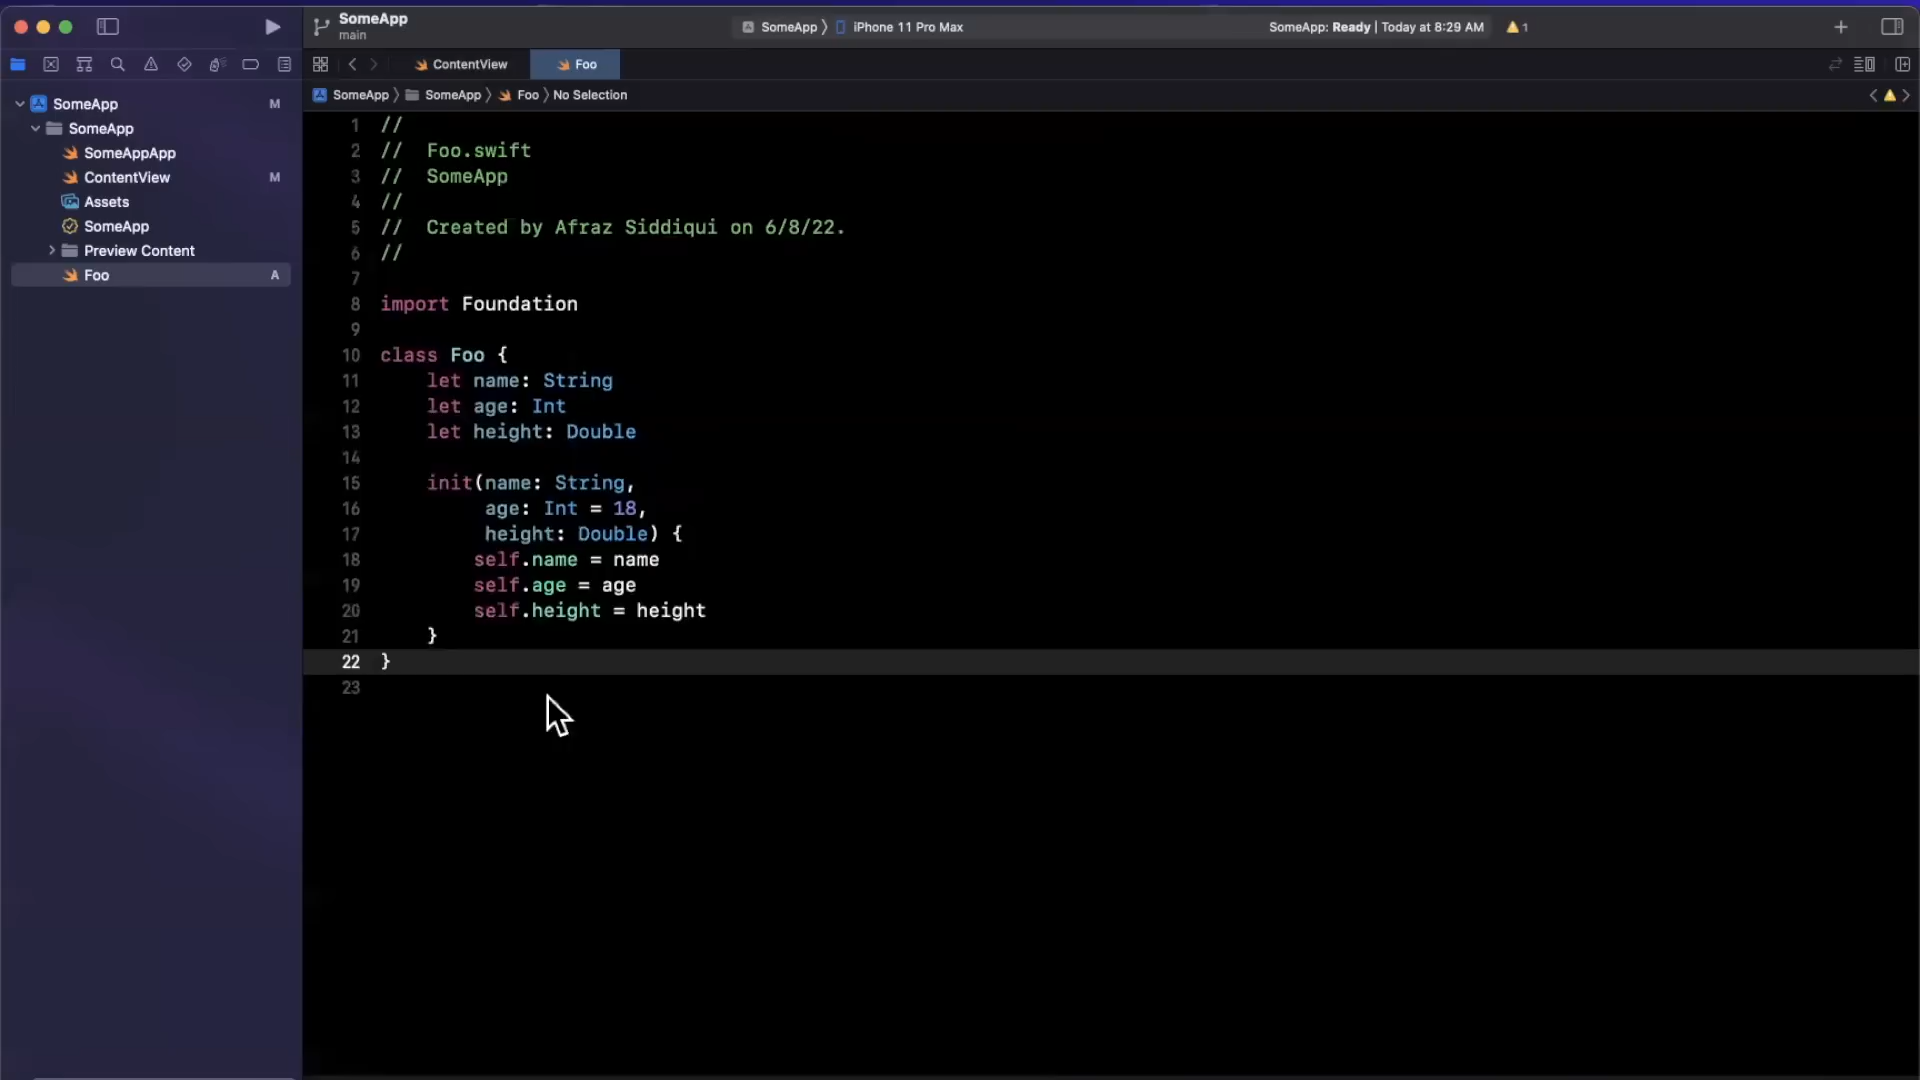 SomeApp
main
SomeApp 〉 iPhone 11 Pro Max
SomeApp: Ready | Today at 8:29 AM
1
ContentView
Foo
SomeApp 〉 SomeApp 〉 Foo 〉 No Selection
SomeApp M
SomeApp
SomeAppApp
ContentView M
Assets
SomeApp
Preview Content
Foo A
1 //
2 //  Foo.swift
3 //  SomeApp
4 //
5 //  Created by Afraz Siddiqui on 6/8/22.
6 //
7
8 import Foundation
9
10 class Foo {
11     let name: String
12     let age: Int
13     let height: Double
14
15     init(name: String,
16          age: Int = 18,
17          height: Double) {
18         self.name = name
19         self.age = age
20         self.height = height
21     }
22 }
23